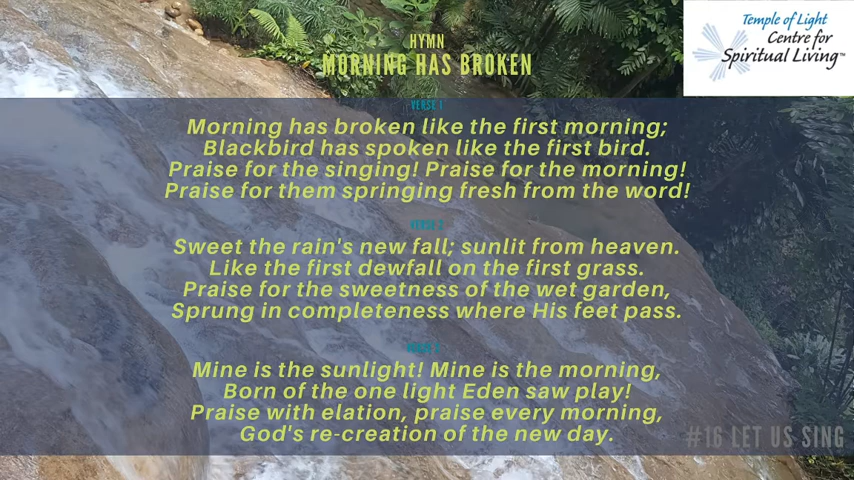 Temple of Light
Centre for
Spiritual Living™
HYMN
MORNING HAS BROKEN
VERSE 1
Morning has broken like the first morning;
Blackbird has spoken like the first bird.
Praise for the singing! Praise for the morning!
Praise for them springing fresh from the word!
VERSE 2
Sweet the rain's new fall; sunlit from heaven.
Like the first dewfall on the first grass.
Praise for the sweetness of the wet garden,
Sprung in completeness where His feet pass.
VERSE 3
Mine is the sunlight! Mine is the morning,
Born of the one light Eden saw play!
Praise with elation, praise every morning,
God's re-creation of the new day.
#16 LET US SING